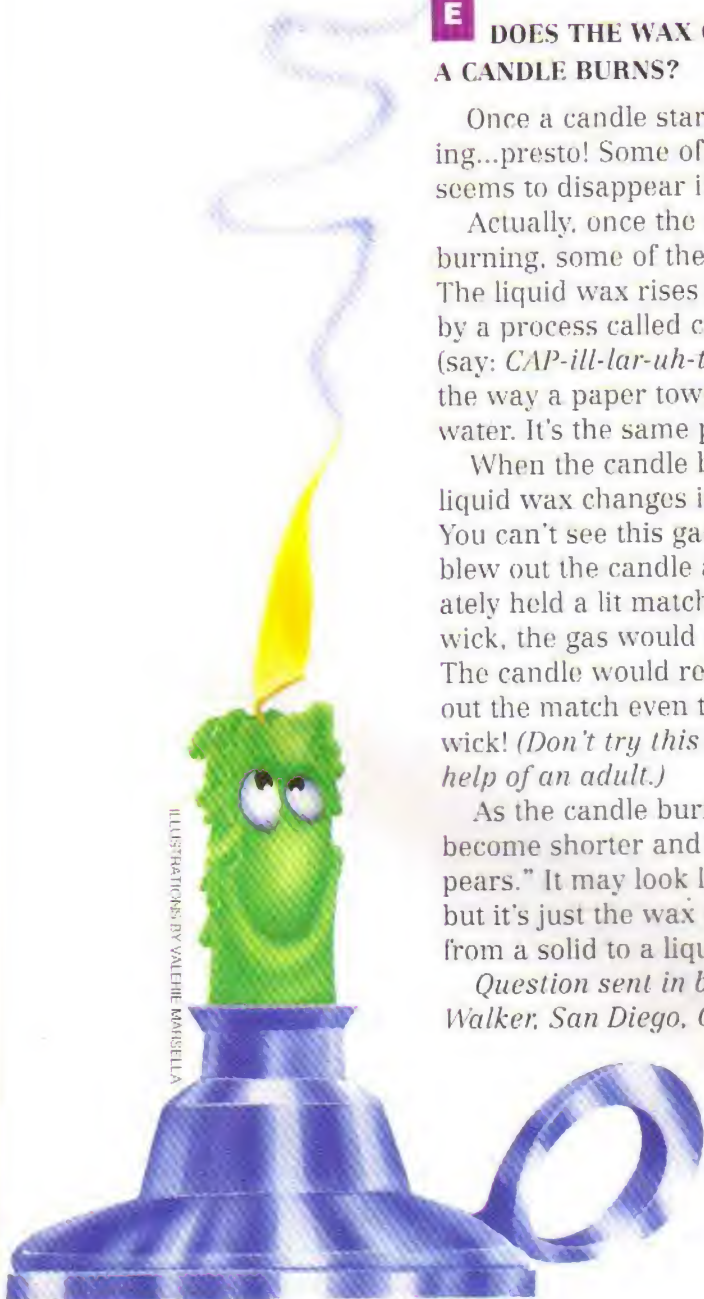 E
DOES THE WAX
A CANDLE BURNS?
Once a candle star
ing...presto! Some of
seems to disappear i
Actually, once the
burning, some of the
The liquid wax rises
by a process called c
(say: CAP-ill-lar-uh-t
the way a paper tow
water. It's the same p
When the candle b
liquid wax changes i
You can't see this ga
blew out the candle a
ately held a lit match
wick, the gas would
The candle would re
out the match even t
wick! (Don't try this
help of an adult.)
As the candle bur
become shorter and
pears." It may look l
but it's just the wax
from a solid to a liqu
Question sent in b
Walker, San Diego, C
ILLUSTRATIONS BY VALERIE MARSELLA